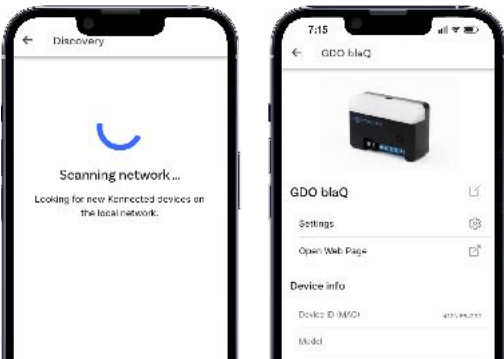 Discovery
Scanning network...
Looking for new Konnected devices on
the local network.
7:15
GDO blaQ
GDO blaQ
Settings
Open Web Page
Device info
Device ID (MAC)
Model